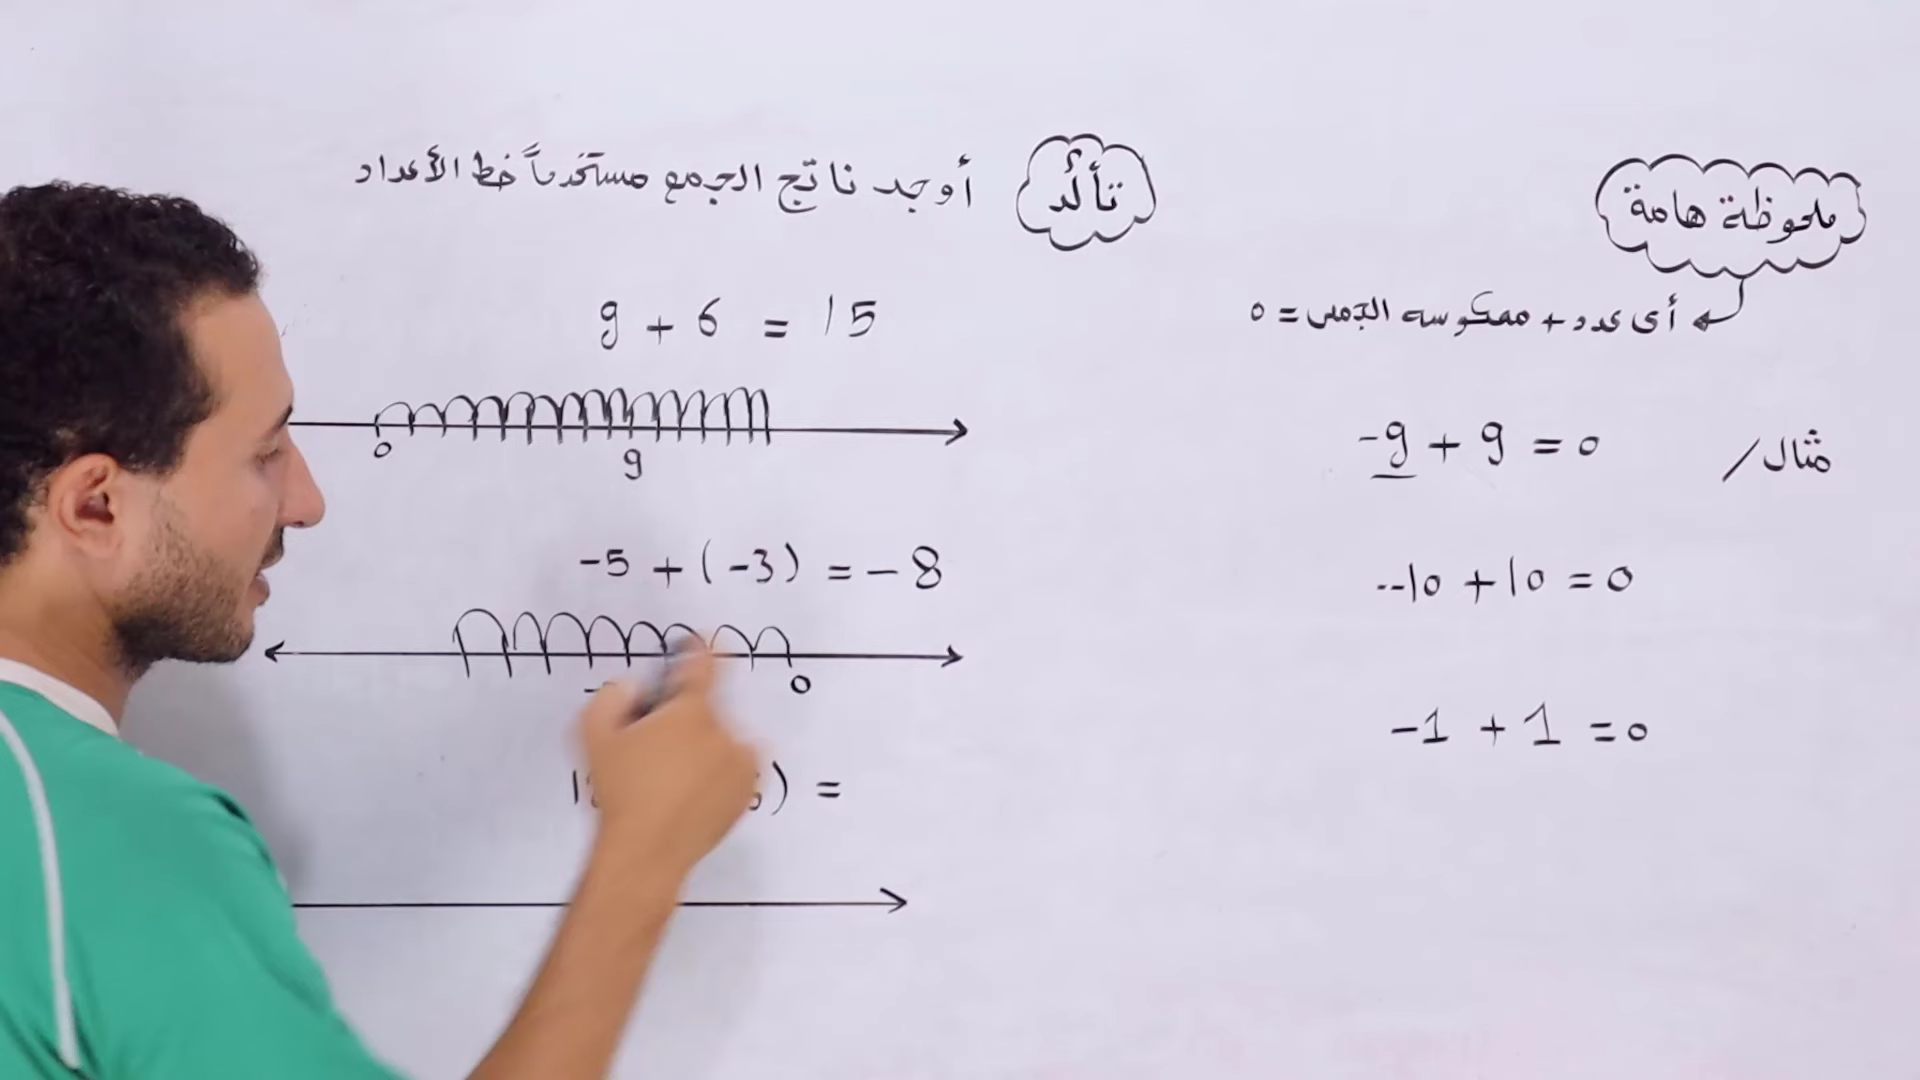 ملحوظة هامة
أى عدد + معكوسه الجمعى = 0
مثال /
-9 + 9 = 0
--10 + 10 = 0
-1 + 1 = 0
تأكد
أوجد ناتج الجمع مستخدماً خط الأعداد
9 + 6 = 15
0 9
-5 + (-3) = -8
0
) =